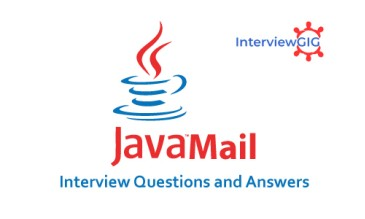 InterviewGIG
JavaMail
Interview Questions and Answers